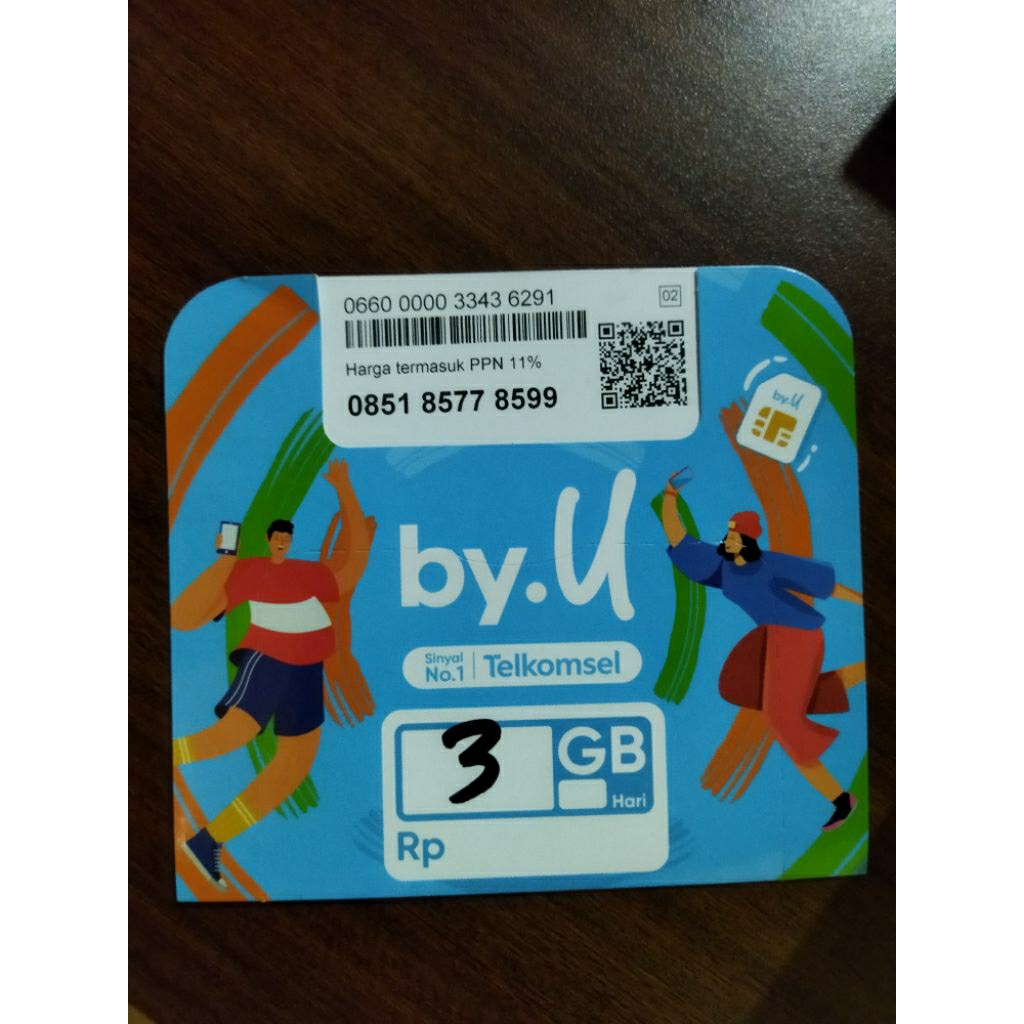 0660 0000 3343 6291
02
Harga termasuk PPN 11%
0851 8577 8599
by.U
by.U
Sinyal No.1
Telkomsel
3 GB
Hari
Rp